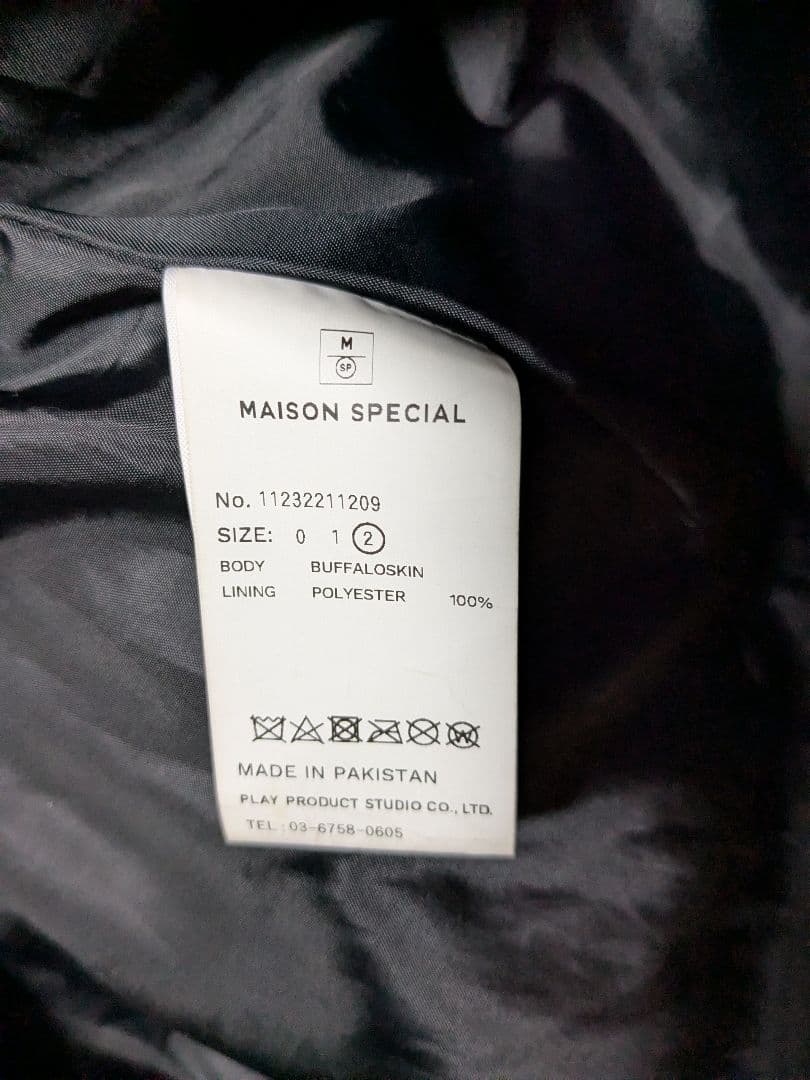 M
SP
MAISON SPECIAL
No. 11232211209
SIZE: 0 1 2
BODY BUFFALOSKIN
LINING POLYESTER 100%
W
MADE IN PAKISTAN
PLAY PRODUCT STUDIO CO., LTD.
TEL : 03-6758-0605